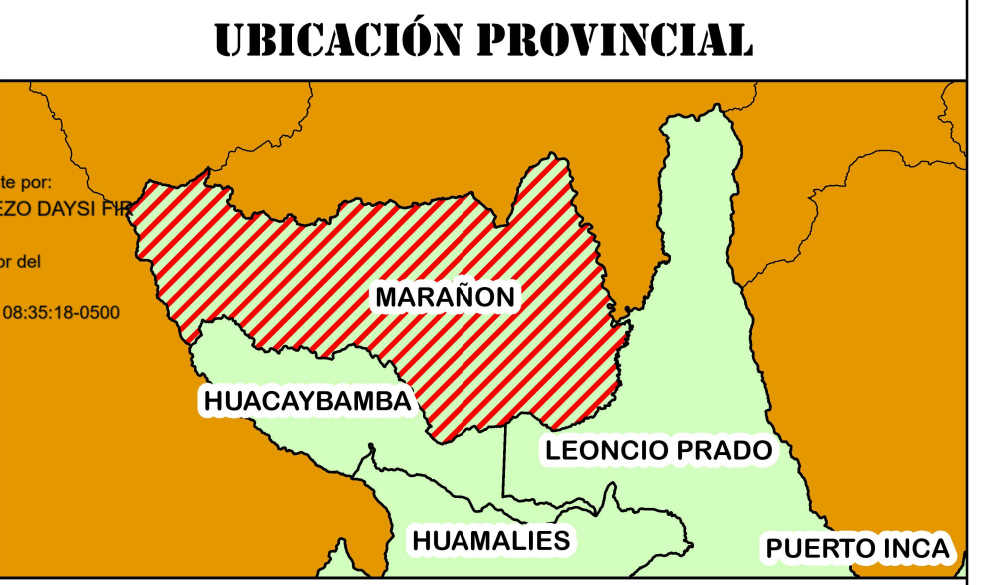 UBICACIÓN PROVINCIAL
te por:
EZO DAYSI FIR
or del
08:35:18-0500
MARAÑON
HUACAYBAMBA
LEONCIO PRADO
HUAMALIES
PUERTO INCA